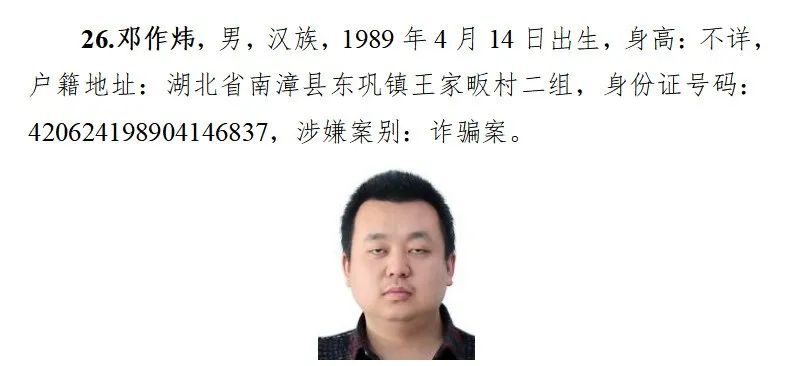 26.邓作炜，男，汉族，1989 年 4 月 14 日出生，身高：不详，
户籍地址：湖北省南漳县东巩镇王家畈村二组，身份证号码：
420624198904146837，涉嫌案别：诈骗案。